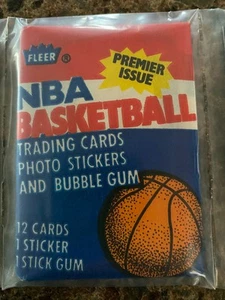 FLEER ®
PREMIER
ISSUE
NBA
BASKETBALL
TRADING CARDS
PHOTO STICKERS
AND BUBBLE GUM
12 CARDS
1 STICKER
1 STICK GUM